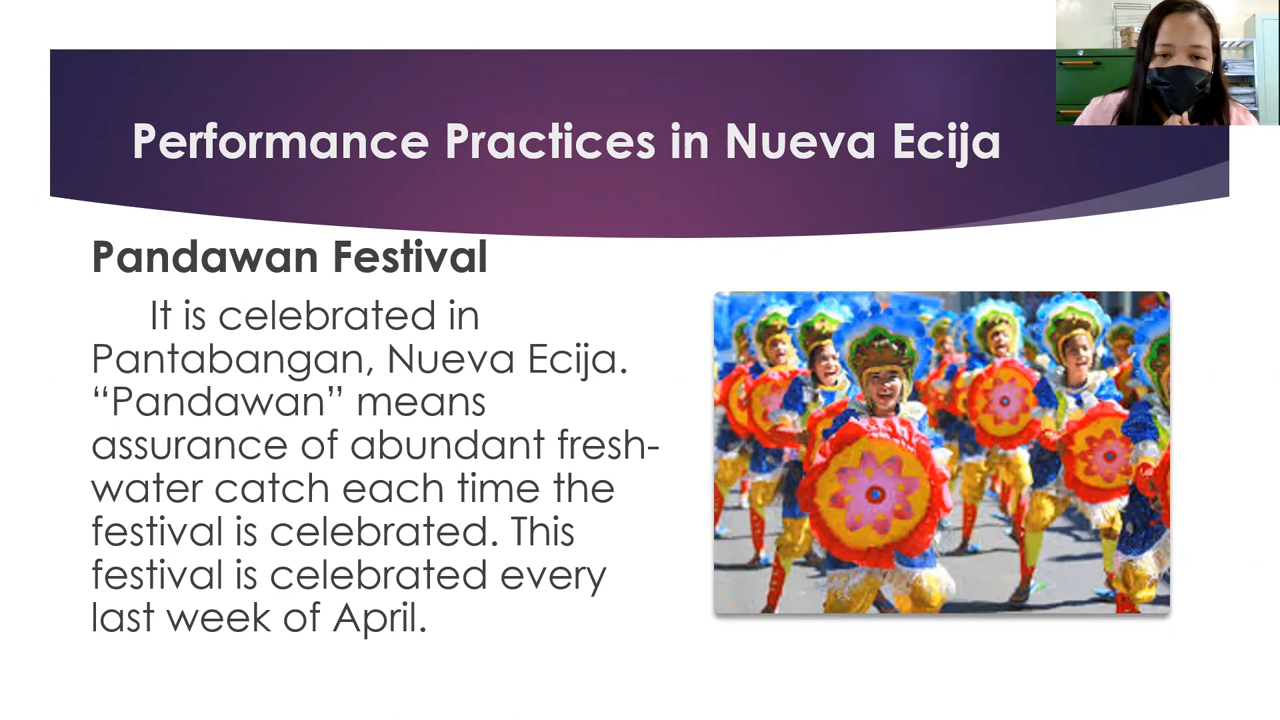 Performance Practices in Nueva Ecija
Pandawan Festival
It is celebrated in
Pantabangan, Nueva Ecija.
“Pandawan” means
assurance of abundant fresh-
water catch each time the
festival is celebrated. This
festival is celebrated every
last week of April.